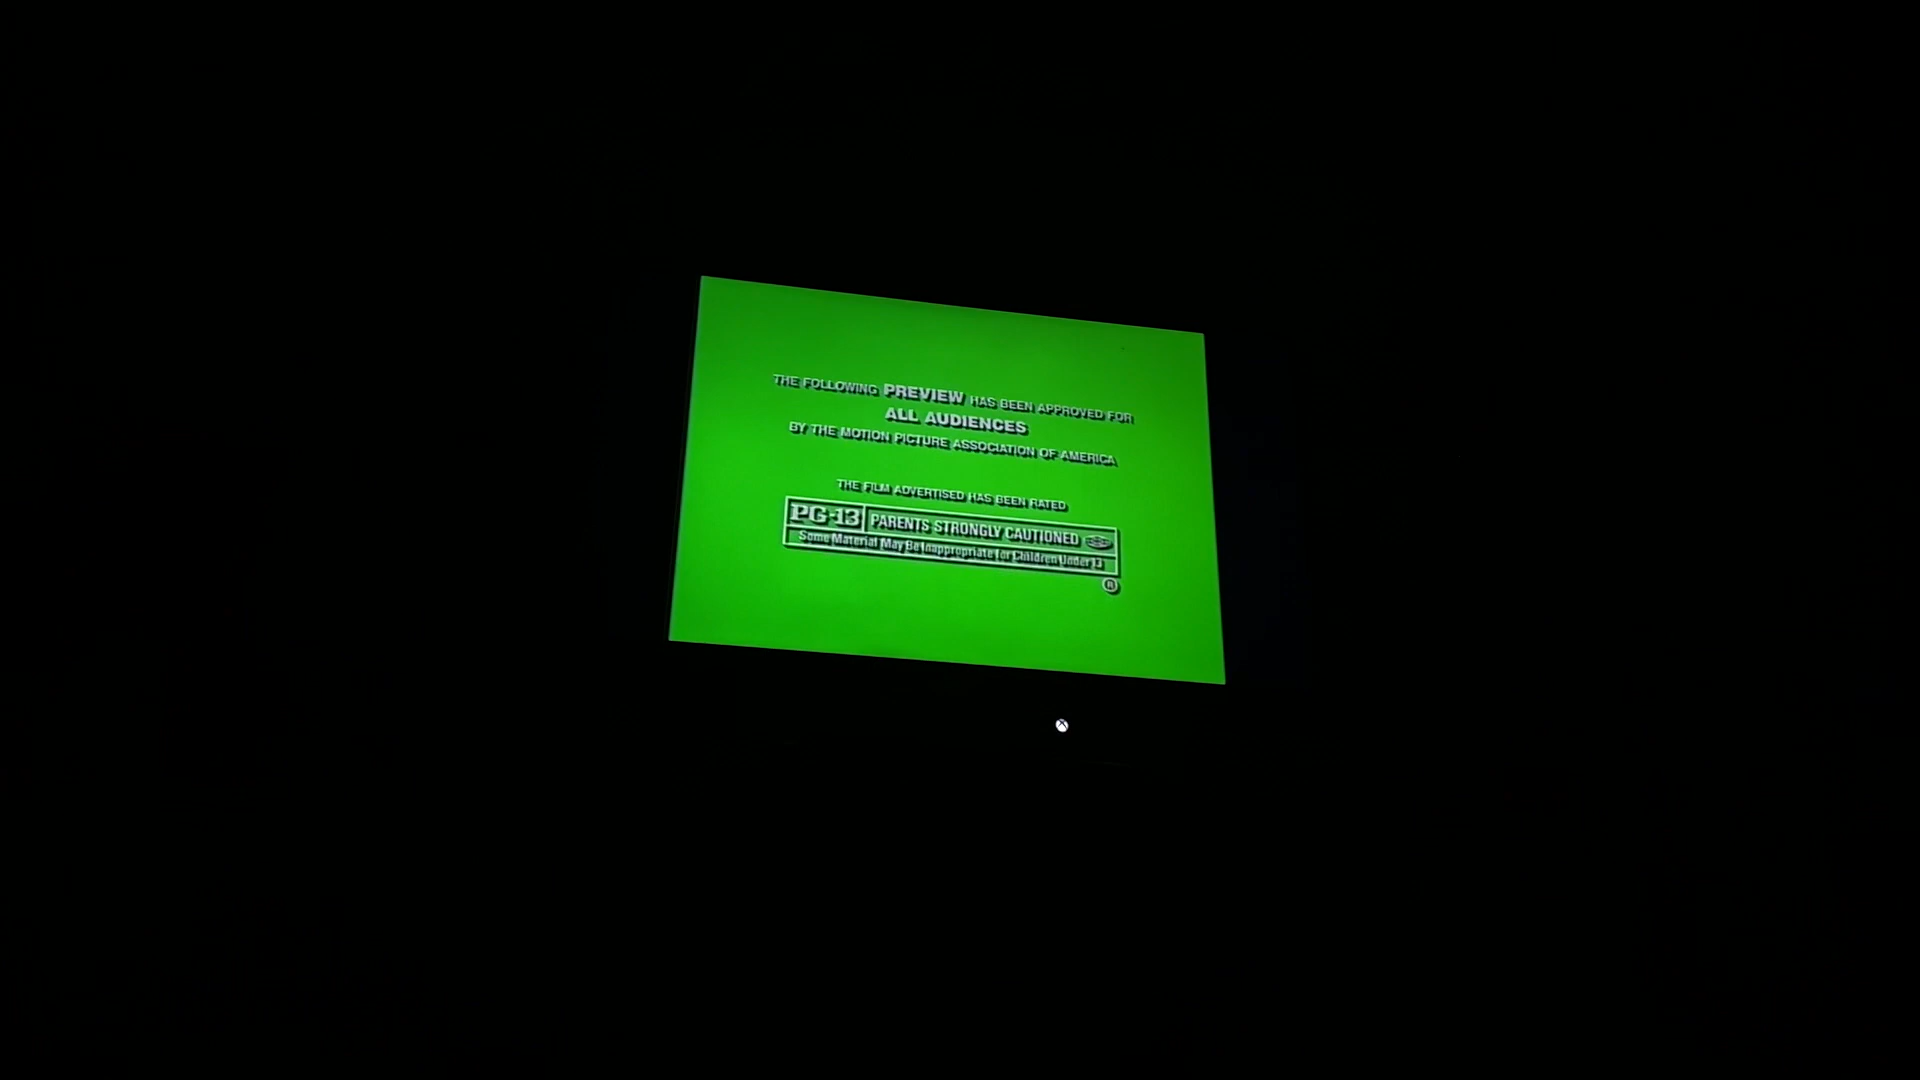 THE FOLLOWING PREVIEW HAS BEEN APPROVED FOR
ALL AUDIENCES
BY THE MOTION PICTURE ASSOCIATION OF AMERICA
THE FILM ADVERTISED HAS BEEN RATED
PG-13 PARENTS STRONGLY CAUTIONED
Some Material May Be Inappropriate for Children Under 13
®